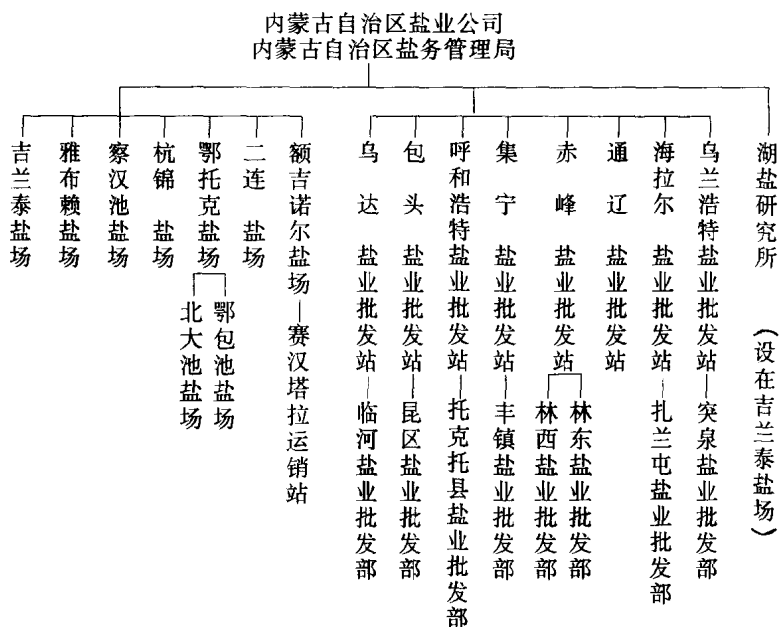 内蒙古自治区盐业公司
内蒙古自治区盐务管理局
吉兰泰盐场
雅布赖盐场
察汉池盐场
杭锦盐场
鄂托克盐场
北大池盐场
鄂包池盐场
二连盐场
额吉诺尔盐场—赛汉塔拉运销站
乌达盐业批发站—临河盐业批发部
包头盐业批发站—昆区盐业批发部
呼和浩特盐业批发站—托克托县盐业批发部
集宁盐业批发站—丰镇盐业批发部
赤峰盐业批发站
林西盐业批发部
林东盐业批发部
通辽盐业批发站
海拉尔盐业批发站—扎兰屯盐业批发部
乌兰浩特盐业批发站—突泉盐业批发部
湖盐研究所（设在吉兰泰盐场）